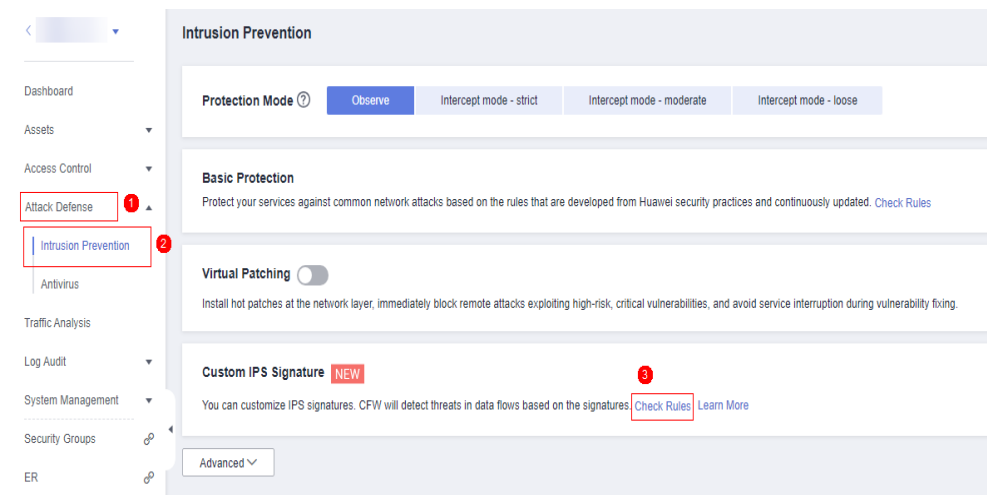 Intrusion Prevention
Dashboard
Assets
Access Control
Attack Defense 1
Intrusion Prevention 2
Antivirus
Traffic Analysis
Log Audit
System Management
Security Groups
ER
Protection Mode ? Observe Intercept mode - strict Intercept mode - moderate Intercept mode - loose
Basic Protection
Protect your services against common network attacks based on the rules that are developed from Huawei security practices and continuously updated. Check Rules
Virtual Patching
Install hot patches at the network layer, immediately block remote attacks exploiting high-risk, critical vulnerabilities, and avoid service interruption during vulnerability fixing.
Custom IPS Signature NEW
3
You can customize IPS signatures. CFW will detect threats in data flows based on the signatures. Check Rules Learn More
Advanced